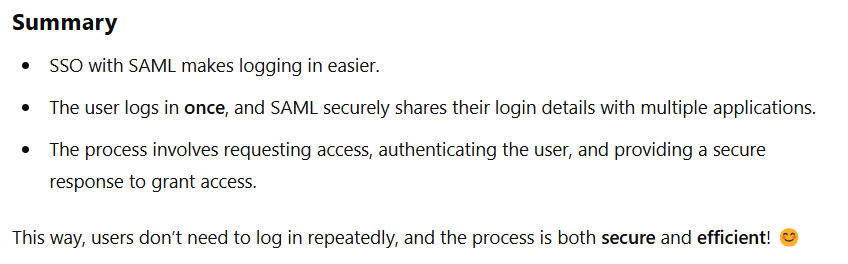 Summary
• SSO with SAML makes logging in easier.
• The user logs in once, and SAML securely shares their login details with multiple applications.
• The process involves requesting access, authenticating the user, and providing a secure
response to grant access.
This way, users don’t need to log in repeatedly, and the process is both secure and efficient! 😊